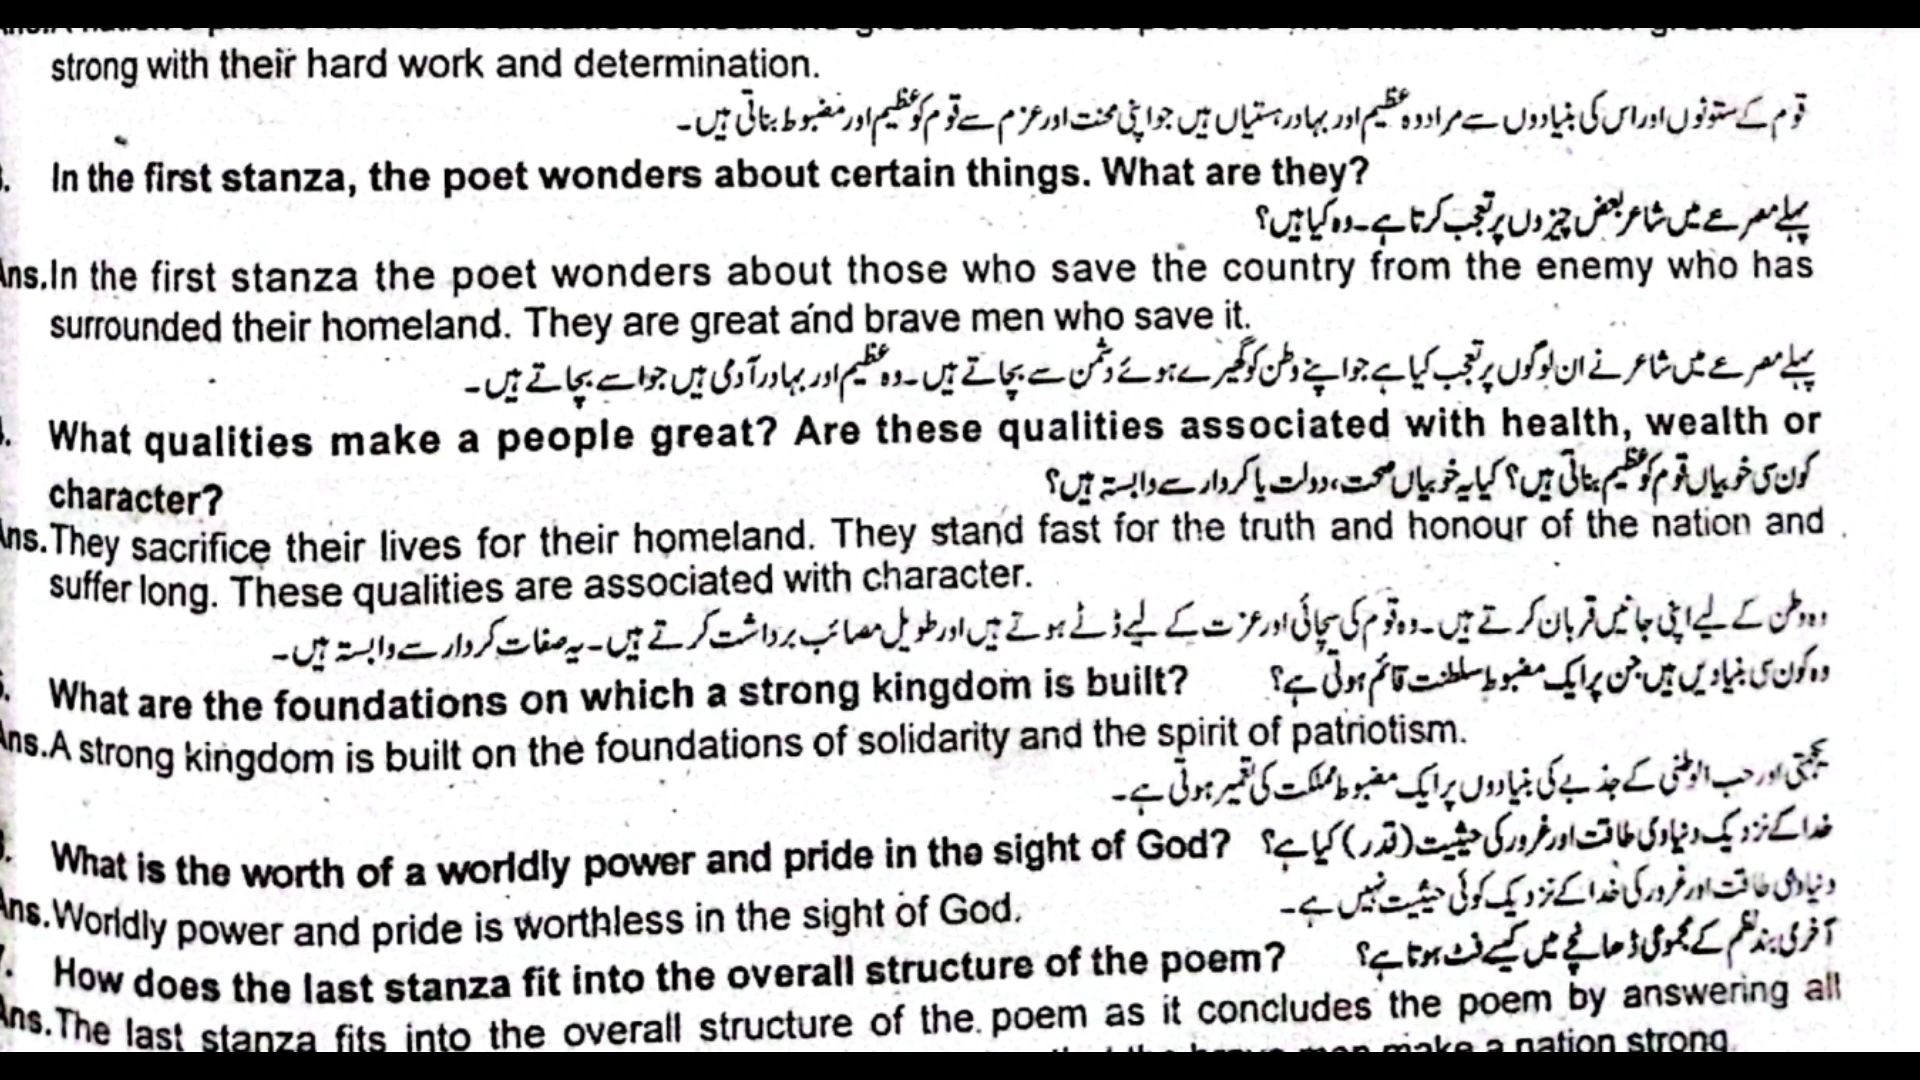 strong with their hard work and determination.
قوم کے ستونوں اور اس کی بنیادوں سے مراد وہ عظیم اور بہادر ہستیاں ہیں جو اپنی محنت اور عزم سے قوم کو عظیم اور مضبوط بناتی ہیں۔
In the first stanza, the poet wonders about certain things. What are they?
پہلے مصرعے میں شاعر بعض چیزوں پر تعجب کرتا ہے۔ وہ کیا ہیں؟
Ans.In the first stanza the poet wonders about those who save the country from the enemy who has
surrounded their homeland. They are great and brave men who save it.
پہلے مصرعے میں شاعر نے ان لوگوں پر تعجب کیا ہے جو اپنے وطن کو گھیرے ہوئے دشمن سے بچاتے ہیں۔ وہ عظیم اور بہادر آدمی ہیں جو اسے بچاتے ہیں۔
What qualities make a people great? Are these qualities associated with health, wealth or
character? کون سی خوبیاں قوم کو عظیم بناتی ہیں؟ کیا یہ خوبیاں صحت، دولت یا کردار سے وابستہ ہیں؟
Ans.They sacrifice their lives for their homeland. They stand fast for the truth and honour of the nation and
suffer long. These qualities are associated with character.
وہ وطن کے لیے اپنی جانیں قربان کرتے ہیں۔ وہ قوم کی سچائی اور عزت کے لیے ڈٹے ہوتے ہیں اور طویل مصائب برداشت کرتے ہیں۔ یہ صفات کردار سے وابستہ ہیں۔
What are the foundations on which a strong kingdom is built? وہ کون سی بنیادیں ہیں جن پر ایک مضبوط سلطنت قائم ہوتی ہے؟
Ans.A strong kingdom is built on the foundations of solidarity and the spirit of patriotism.
یکجہتی اور حب الوطنی کے جذبے کی بنیادوں پر ایک مضبوط مملکت کی تعمیر ہوتی ہے۔
What is the worth of a worldly power and pride in the sight of God? خدا کے نزدیک دنیاوی طاقت اور غرور کی حیثیت (قدر) کیا ہے؟
Ans.Worldly power and pride is worthless in the sight of God. دنیاوی طاقت اور غرور کی خدا کے نزدیک کوئی حیثیت نہیں ہے۔
How does the last stanza fit into the overall structure of the poem? آخری بند نظم کے مجموعی ڈھانچے میں کیسے فٹ ہوتا ہے؟
Ans.The last stanza fits into the overall structure of the poem as it concludes the poem by answering all
make a nation strong.